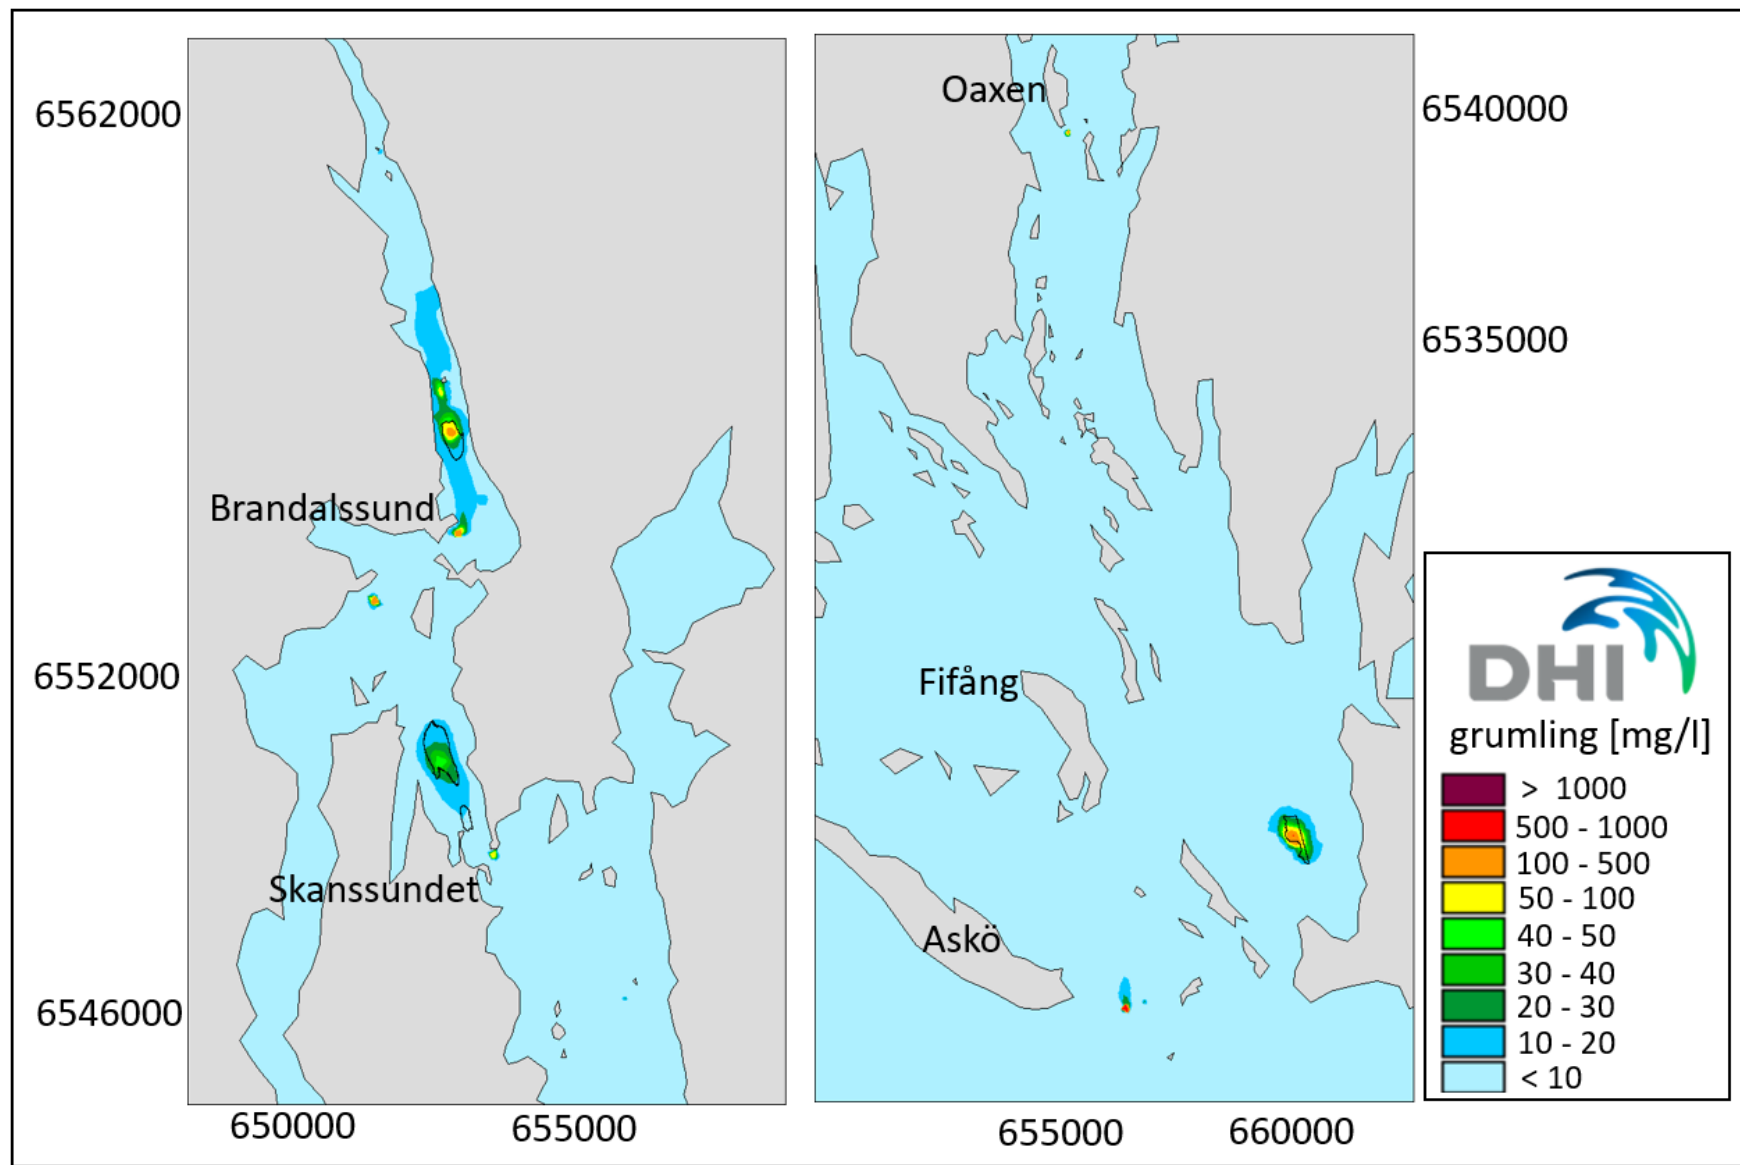 Oaxen
6562000
6540000
6535000
Brandalssund
6552000
Fifång
DHI
grumling [mg/l]
> 1000
500 - 1000
100 - 500
50 - 100
40 - 50
30 - 40
20 - 30
10 - 20
< 10
Skanssundet
Askö
6546000
650000
655000
655000
660000